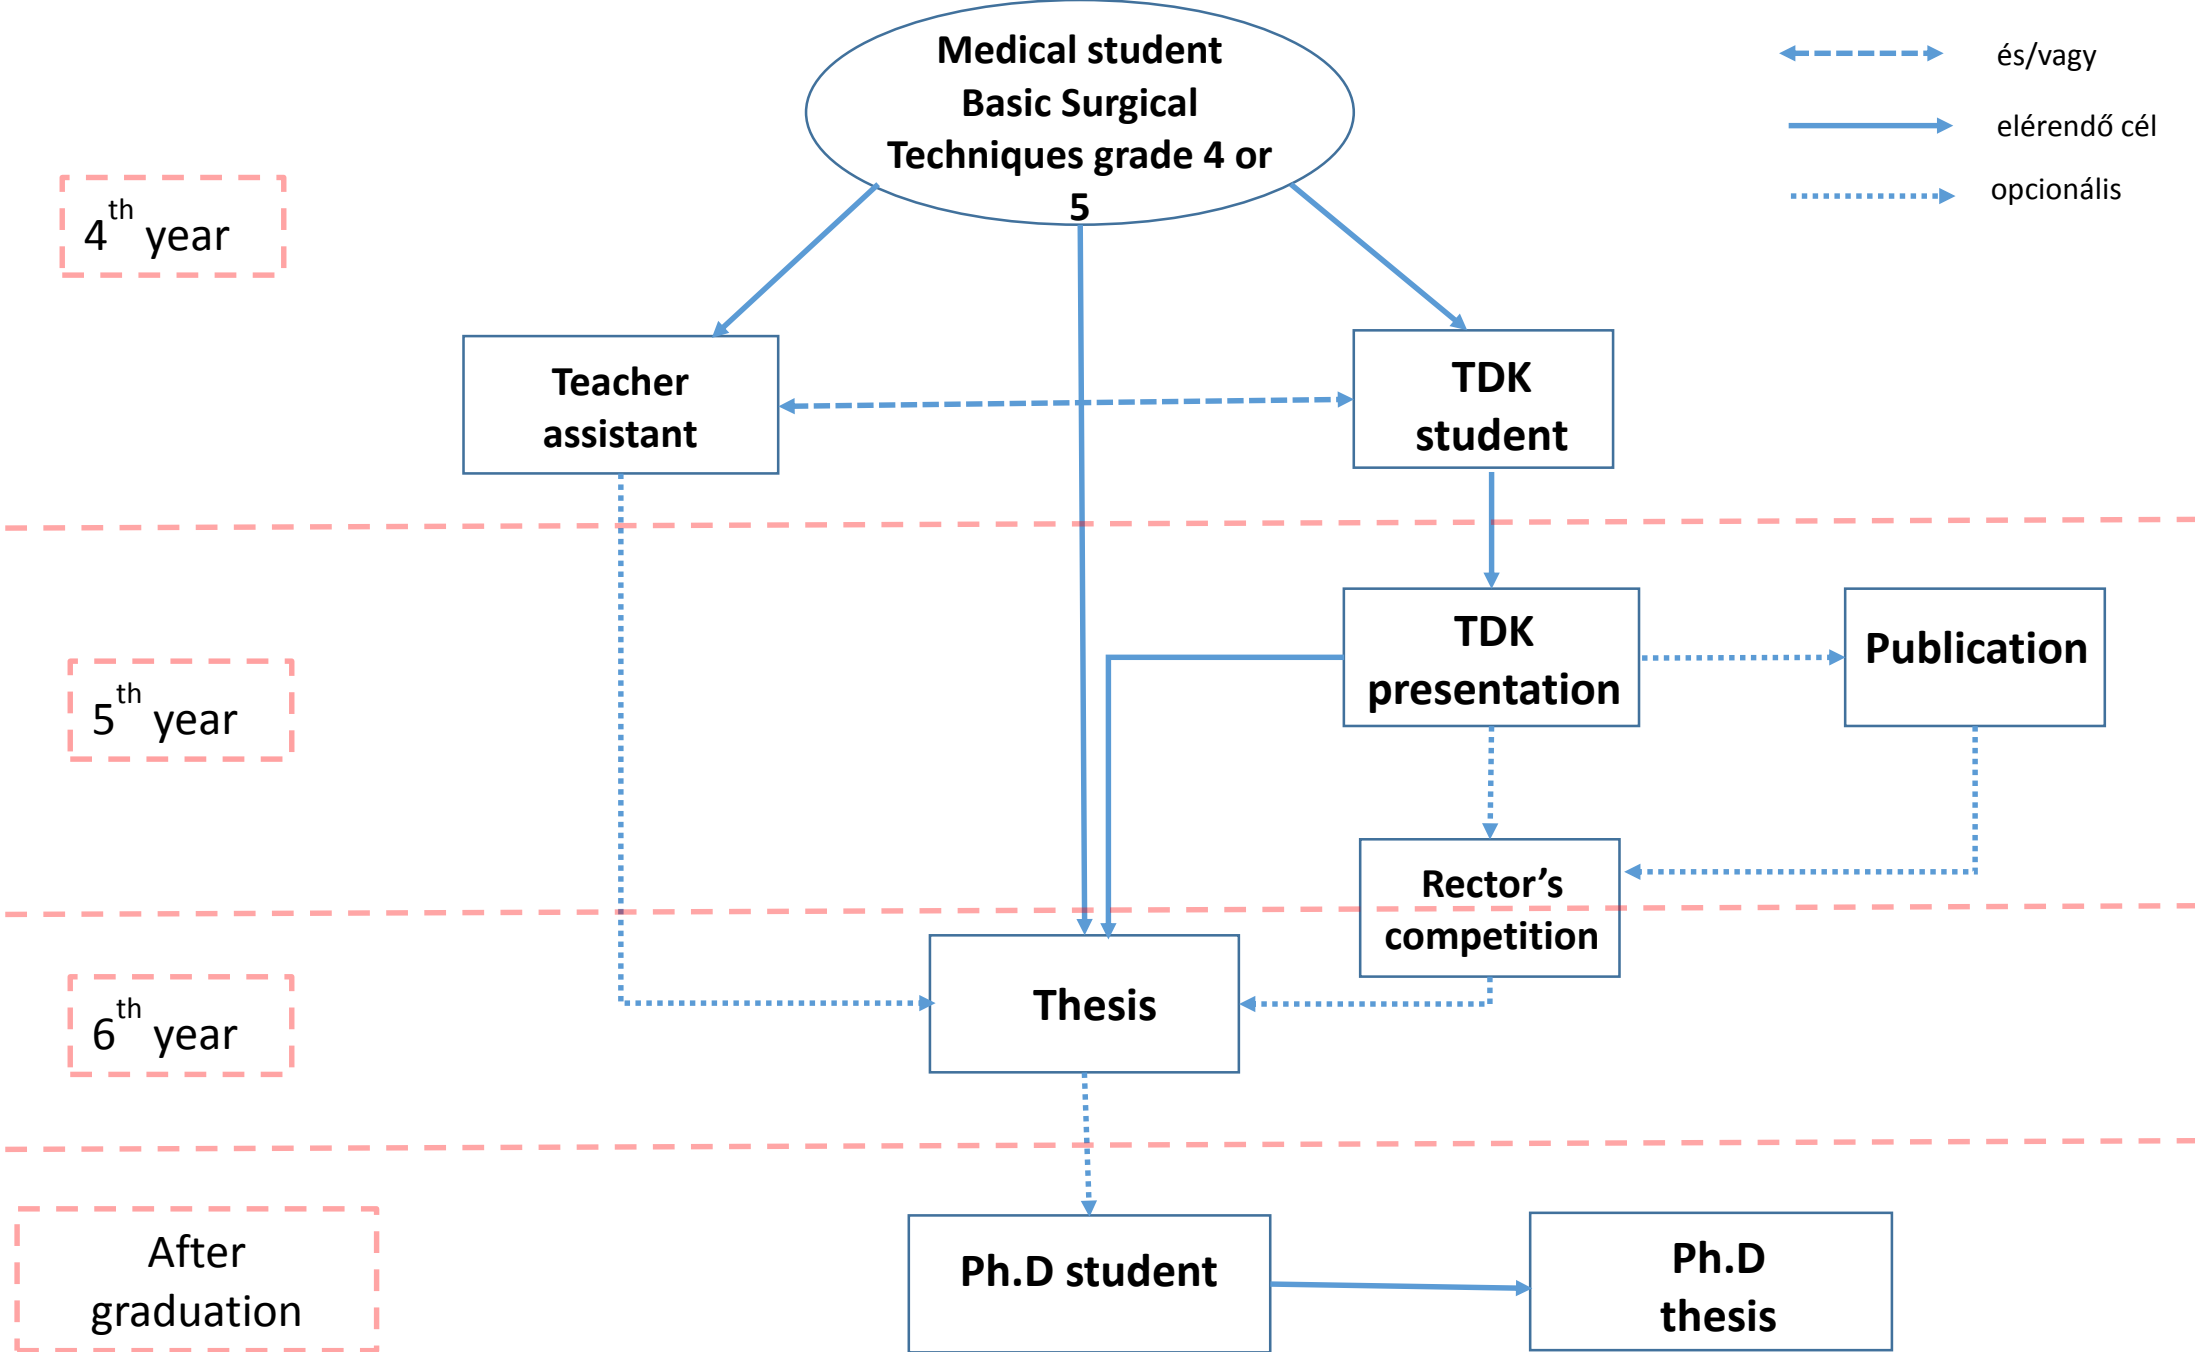 Medical student
Basic Surgical
Techniques grade 4 or
5
és/vagy
elérendő cél
opcionális
4th year
Teacher
assistant
TDK
student
5th year
TDK
presentation
Publication
Rector’s
competition
6th year
Thesis
After
graduation
Ph.D student
Ph.D
thesis